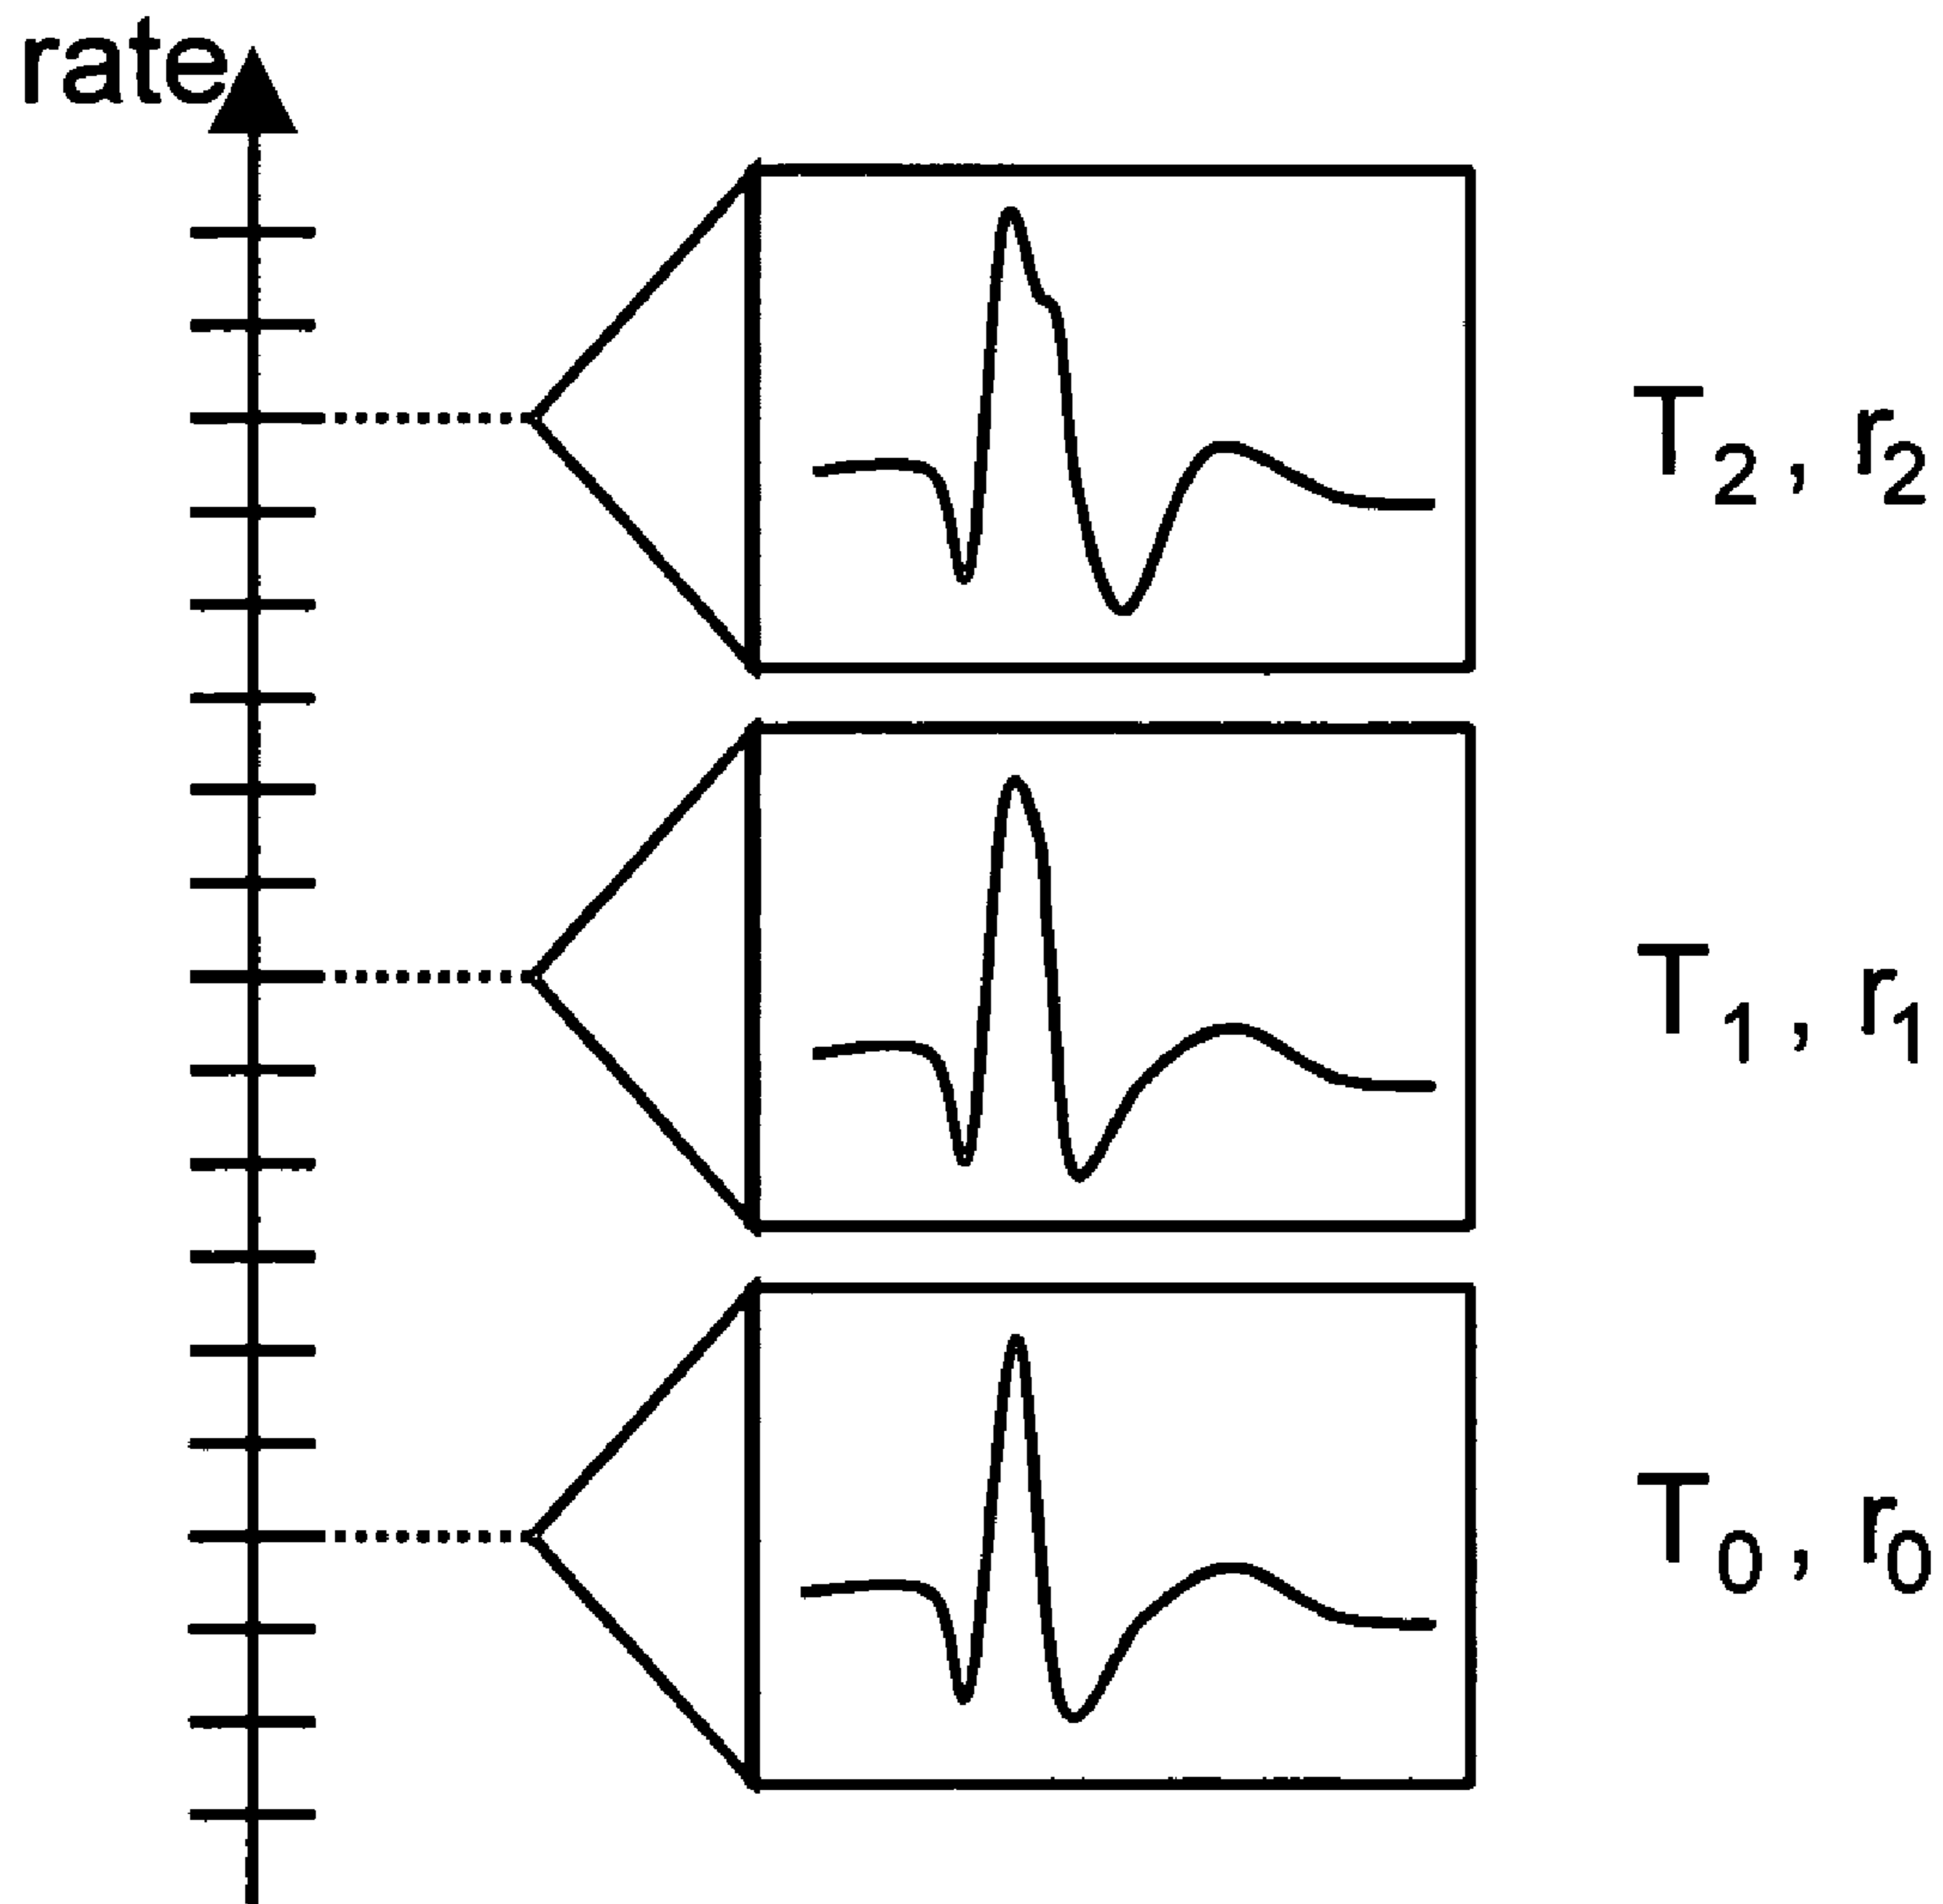 rate
T₂, r₂
T₁, r₁
T₀, r₀